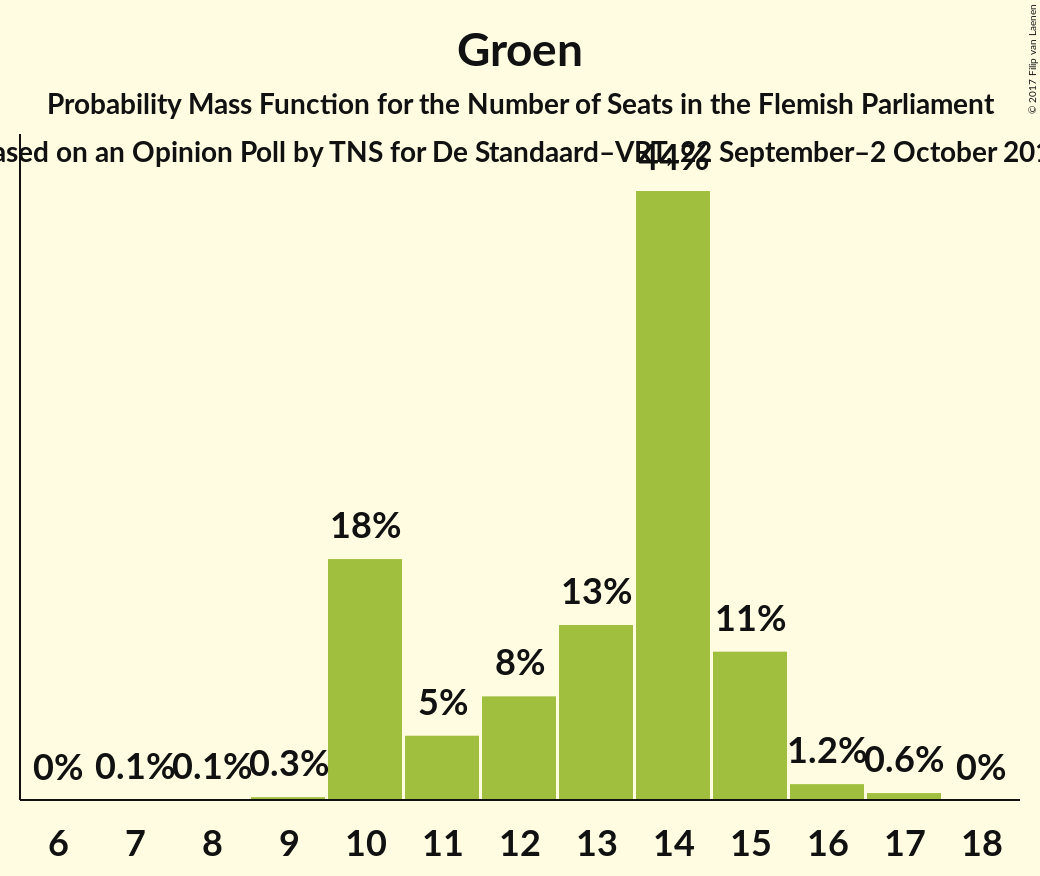 Groen
Probability Mass Function for the Number of Seats in the Flemish Parliament
on an Opinion Poll by TNS for De Standaard–VRT, 22 September–2 October
© 2017 Filip van Laenen
44%
18%
13%
11%
8%
5%
0% 0.1% 0.1% 0.3% 1.2% 0.6% 0%
6 7 8 9 10 11 12 13 14 15 16 17 18